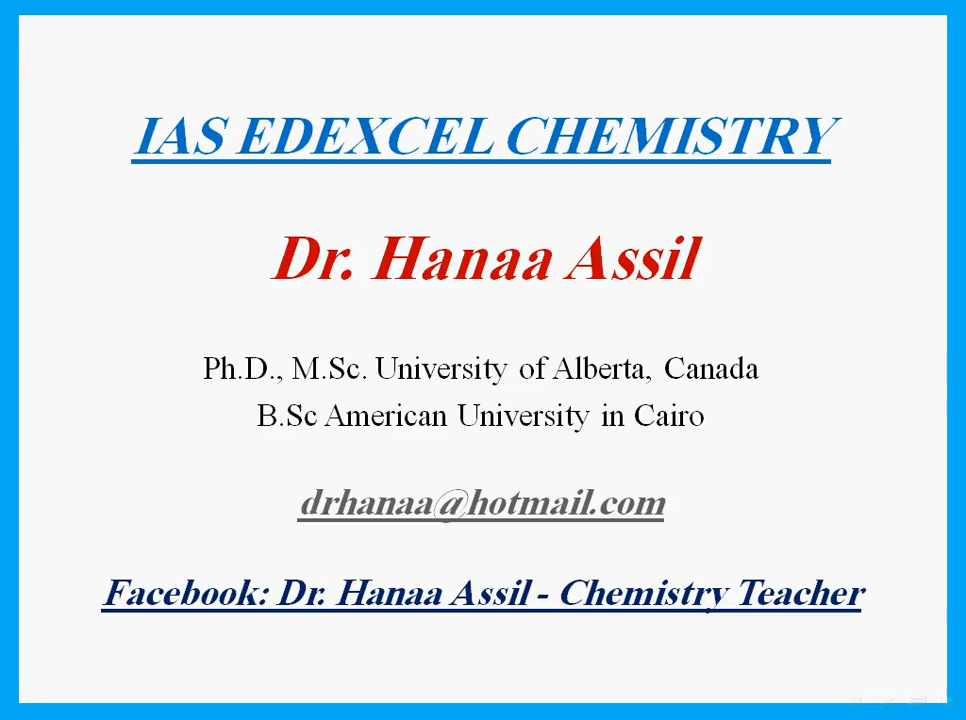 IAS EDEXCEL CHEMISTRY
Dr. Hanaa Assil
Ph.D., M.Sc. University of Alberta, Canada
B.Sc American University in Cairo
drhanaa@hotmail.com
Facebook: Dr. Hanaa Assil - Chemistry Teacher